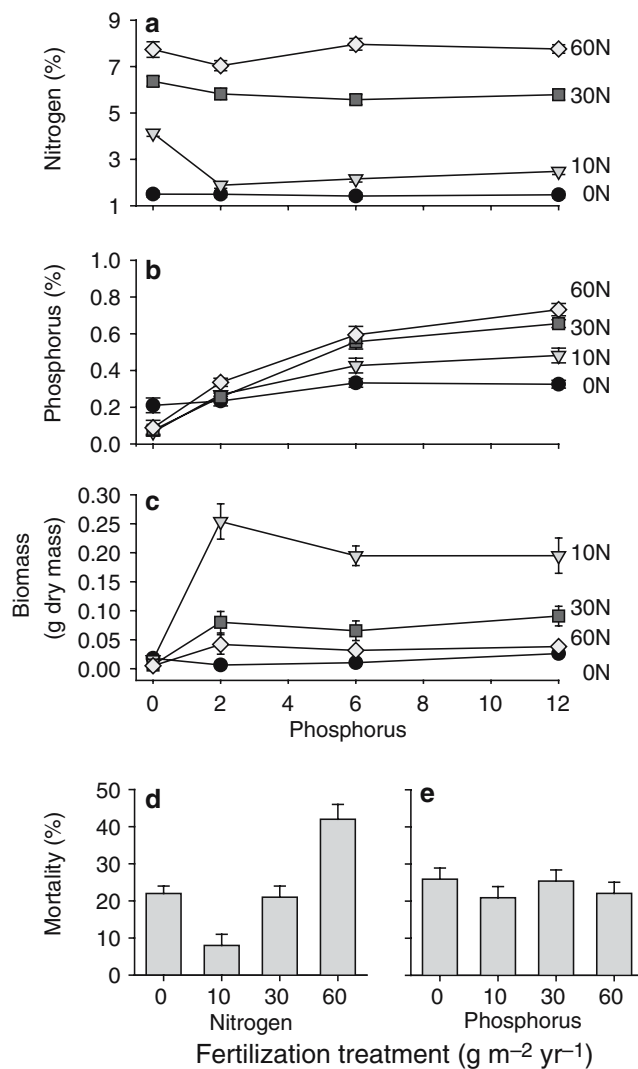 a
Nitrogen (%)
9
7
5
3
1
60N
30N
10N
0N
b
Phosphorus (%)
1.0
0.8
0.6
0.4
0.2
0.0
60N
30N
10N
0N
c
Biomass
(g dry mass)
0.30
0.25
0.20
0.15
0.10
0.05
0.00
10N
30N
60N
0N
0 2 4 6 8 10 12
Phosphorus
d
Mortality (%)
50
40
30
20
10
0
0 10 30 60
Nitrogen
e
0 10 30 60
Phosphorus
Fertilization treatment (g m⁻² yr⁻¹)